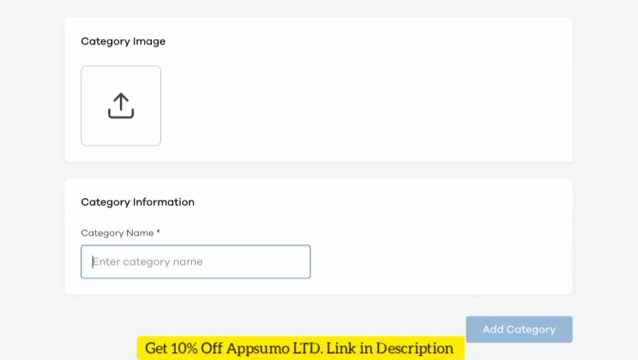 Category Image
Category Information
Category Name *
Enter category name
Add Category
Get 10% Off Appsumo LTD. Link in Description